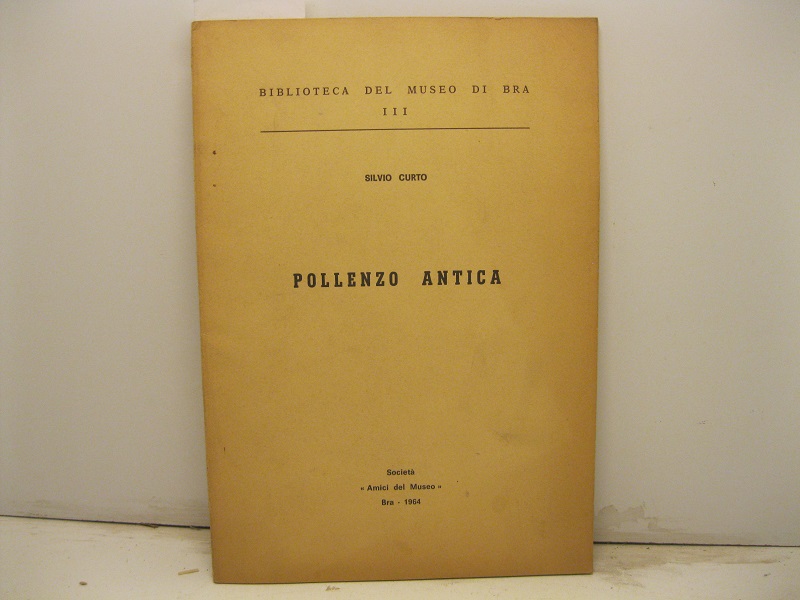 BIBLIOTECA DEL MUSEO DI BRA
III
SILVIO CURTO
POLLENZO ANTICA
Società
« Amici del Museo »
Bra - 1964